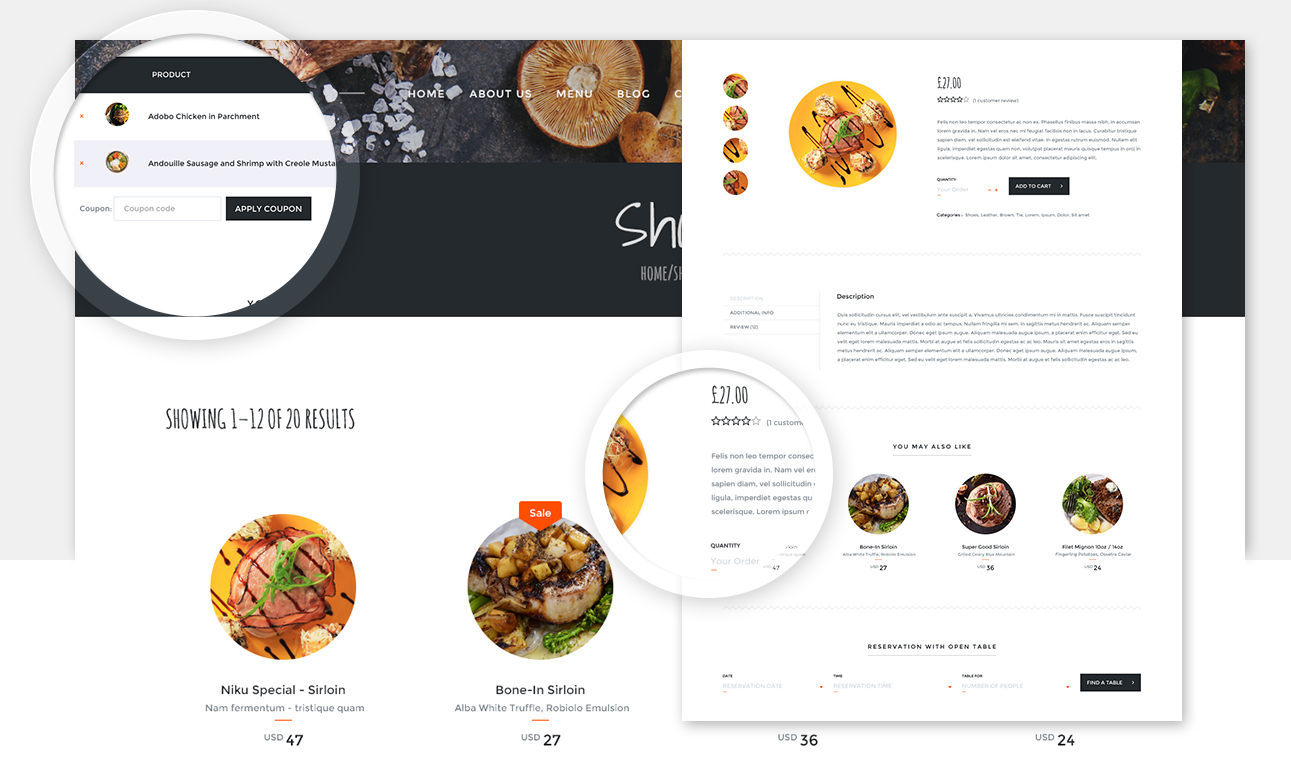 PRODUCT
Adobo Chicken in Parchment
Andouille Sausage and Shrimp with Creole Musta
Coupon:
Coupon code
APPLY COUPON
HOME
ABOUT US
MENU
BLOG
HOME/SH
SHOWING 1–12 OF 20 RESULTS
Niku Special - Sirloin
Nam fermentum - tristique quam
USD 47
Sale
Bone-In Sirloin
Alba White Truffle, Robiolo Emulsion
USD 27
USD 36
USD 24
£27.00
(1 customer review)
Felis non leo tempor consectetur ac non ex. Phasellus finibus massa nibh, in accumsan
lorem gravida in. Nam vel eros nec mi feugiat facilisis non in lacus. Curabitur tristique
sapien diam, vel sollicitudin dolor efficitur vitae. In egestas rutrum euismod. Nullam elit
ligula, imperdiet egestas quam non, volutpat placerat mauris quisque tempus in orci in
scelerisque. Lorem ipsum dolor sit amet, consectetur adipiscing elit.
QUANTITY
Your Order
ADD TO CART
Categories : Shoes, Leather, Brown, Tie, Lorem, Ipsum, Dolor, Sit amet
DESCRIPTION
ADDITIONAL INFO
REVIEW (12)
Description
Duis sollicitudin cursus elit, vel vestibulum ante suscipit a. Vivamus ultricies condimentum mi in mattis. Fusce suscipit tincidunt
nunc eu tristique. Mauris imperdiet a odio ac tempus. Nullam fringilla mi sem, in sagittis metus hendrerit ac. Aliquam semper
elementum elit a ullamcorper. Donec eget ipsum augue. Aliquam malesuada mattis ipsum, a placerat enim efficitur eget. Sed eu
velit eget lorem malesuada mattis. Morbi at augue et felis sollicitudin egestas ac ac leo. Mauris sit amet egestas eros in sagittis
metus hendrerit ac. Aliquam semper elementum elit a ullamcorper. Donec eget ipsum augue. Aliquam malesuada mattis ipsum,
a placerat enim efficitur eget, Sed eu velit eget lorem malesuada mattis. Morbi at augue et felis sollicitudin egestas ac ac leo.
£27.00
(1 custom
Felis non leo tempor consec
lorem gravida in. Nam vel er
sapien diam, vel sollicitudin
ligula, imperdiet egestas qu
scelerisque. Lorem ipsum
QUANTITY
Your Order
47
YOU MAY ALSO LIKE
Bone-In Sirloin
Alba White Truffle, Robiolo Emulsion
USD 27
Super Good Sirloin
Grilled Celery Blue Mountain
USD 36
Filet Mignon 10oz / 14oz
Fingerling Potatoes, Ossetra Caviar
USD 24
RESERVATION WITH OPEN TABLE
DATE
RESERVATION DATE
TIME
RESERVATION TIME
TABLE FOR
NUMBER OF PEOPLE
FIND A TABLE